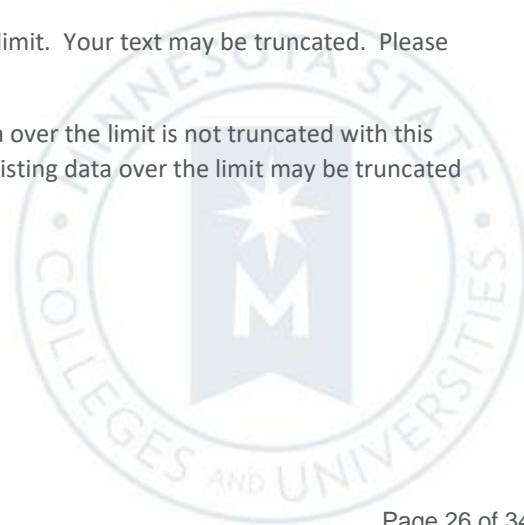 limit.  Your text may be truncated.  Please
over the limit is not truncated with this
isting data over the limit may be truncated
MINNESOTA STATE
COLLEGES AND UNIVERSITIES
M
Page 26 of 34